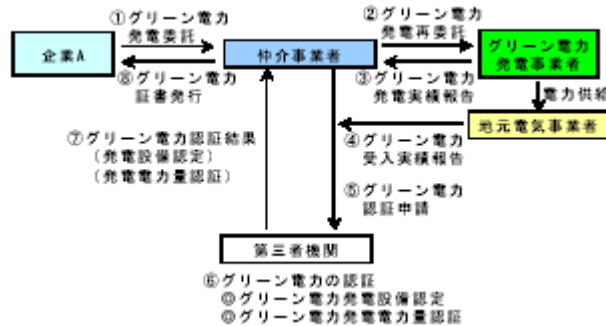 ①グリーン電力
発電委託
②グリーン電力
発電再委託
企業A
仲介事業者
グリーン電力
発電事業者
⑧グリーン電力
証書発行
③グリーン電力
発電実績報告
電力供給
地元電気事業者
⑦グリーン電力認証結果
（発電設備認定）
（発電電力量認証）
④グリーン電力
受入実績報告
⑤グリーン電力
認証申請
第三者機関
⑥グリーン電力の認証
◎グリーン電力発電設備認定
◎グリーン電力発電電力量認証